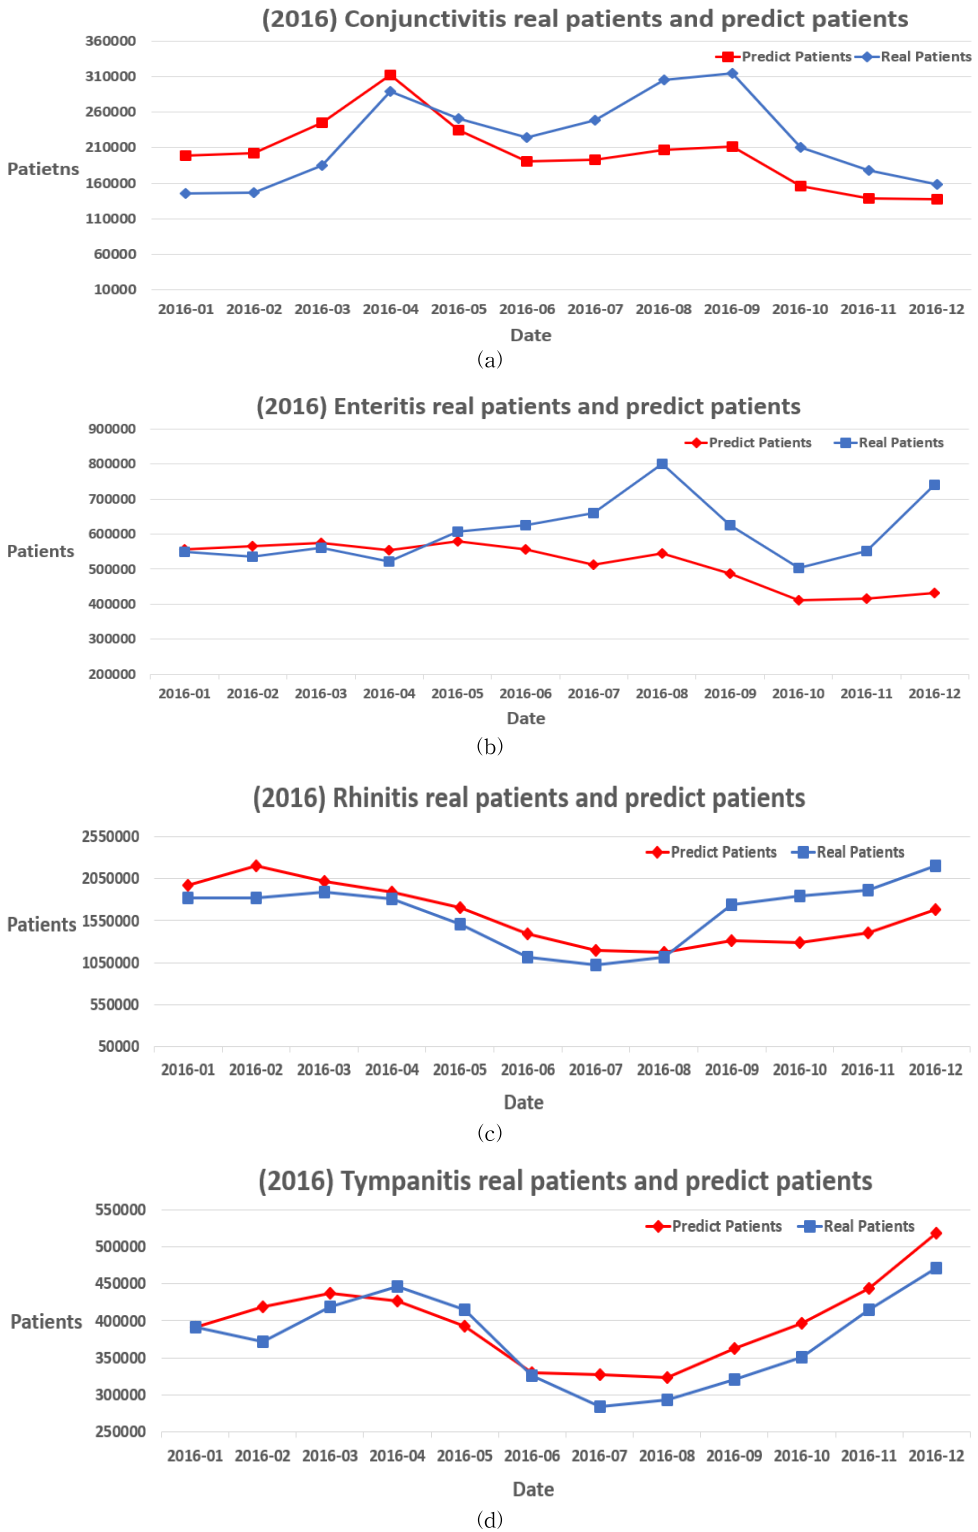 (2016) Conjunctivitis real patients and predict patients
360000
Predict Patients Real Patients
310000
260000
210000
Patietns
160000
110000
60000
10000
2016-01 2016-02 2016-03 2016-04 2016-05 2016-06 2016-07 2016-08 2016-09 2016-10 2016-11 2016-12
Date
(a)
(2016) Enteritis real patients and predict patients
900000
Predict Patients Real Patients
800000
700000
600000
Patients
500000
400000
300000
200000
2016-01 2016-02 2016-03 2016-04 2016-05 2016-06 2016-07 2016-08 2016-09 2016-10 2016-11 2016-12
Date
(b)
(2016) Rhinitis real patients and predict patients
2550000
Predict Patients Real Patients
2050000
1550000
Patients
1050000
550000
50000
2016-01 2016-02 2016-03 2016-04 2016-05 2016-06 2016-07 2016-08 2016-09 2016-10 2016-11 2016-12
Date
(c)
(2016) Tympanitis real patients and predict patients
550000
Predict Patients Real Patients
500000
450000
400000
Patients
350000
300000
250000
2016-01 2016-02 2016-03 2016-04 2016-05 2016-06 2016-07 2016-08 2016-09 2016-10 2016-11 2016-12
Date
(d)